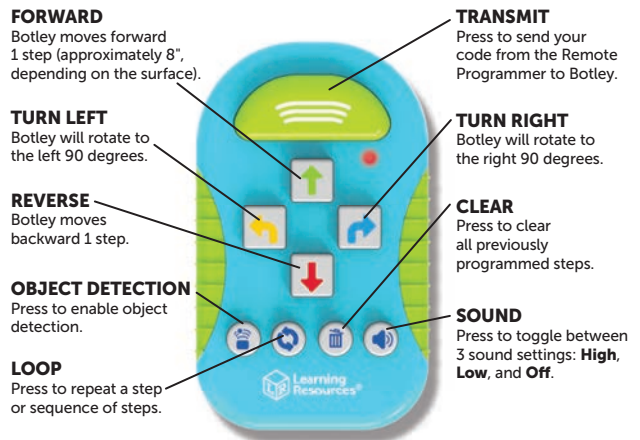 FORWARD
Botley moves forward
1 step (approximately 8",
depending on the surface).
TURN LEFT
Botley will rotate to
the left 90 degrees.
REVERSE
Botley moves
backward 1 step.
OBJECT DETECTION
Press to enable object
detection.
LOOP
Press to repeat a step
or sequence of steps.
TRANSMIT
Press to send your
code from the Remote
Programmer to Botley.
TURN RIGHT
Botley will rotate to
the right 90 degrees.
CLEAR
Press to clear
all previously
programmed steps.
SOUND
Press to toggle between
3 sound settings: High,
Low, and Off.
Learning
Resources®